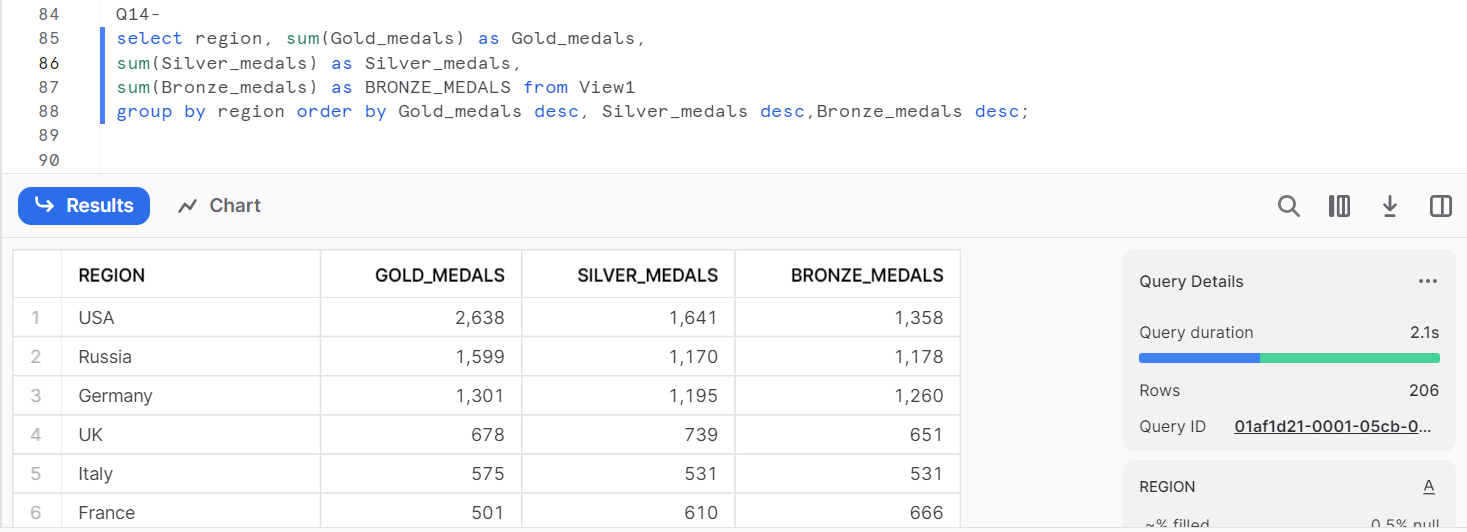 84 Q14-
85 select region, sum(Gold_medals) as Gold_medals,
86 sum(Silver_medals) as Silver_medals,
87 sum(Bronze_medals) as BRONZE_MEDALS from View1
88 group by region order by Gold_medals desc, Silver_medals desc,Bronze_medals desc;
89
90
Results Chart
REGION GOLD_MEDALS SILVER_MEDALS BRONZE_MEDALS
1 USA 2,638 1,641 1,358
2 Russia 1,599 1,170 1,178
3 Germany 1,301 1,195 1,260
4 UK 678 739 651
5 Italy 575 531 531
6 France 501 610 666
Query Details ...
Query duration 2.1s
Rows 206
Query ID 01af1d21-0001-05cb-0...
REGION A
~% filled 0.5% null